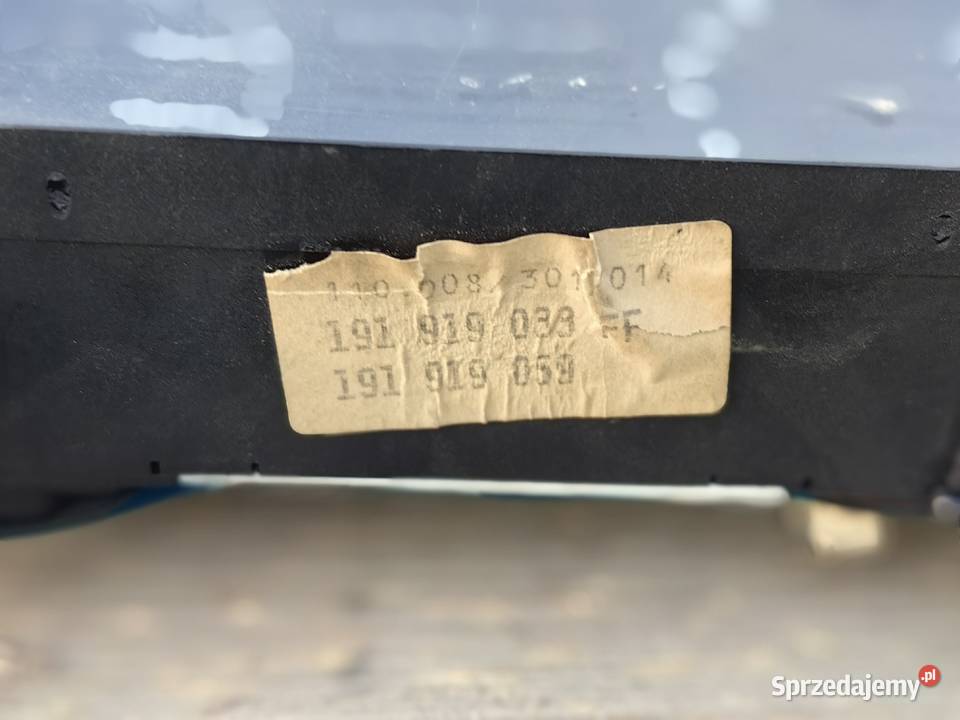 110.008/301/014
191 919 033 FF
191 919 059
Sprzedajemy.pl